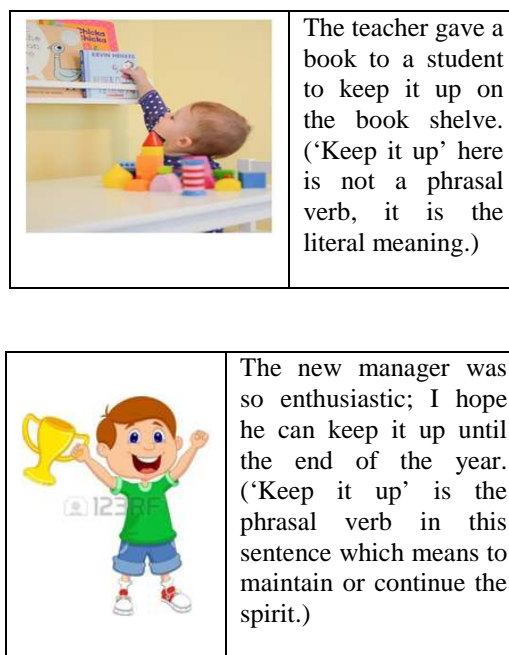 Chicka
Chicka
KEVIN HENKES
The teacher gave a
book to a student
to keep it up on
the book shelve.
(‘Keep it up’ here
is not a phrasal
verb, it is the
literal meaning.)
The new manager was
so enthusiastic; I hope
he can keep it up until
the end of the year.
(‘Keep it up’ is the
phrasal verb in this
sentence which means to
maintain or continue the
spirit.)
123RF